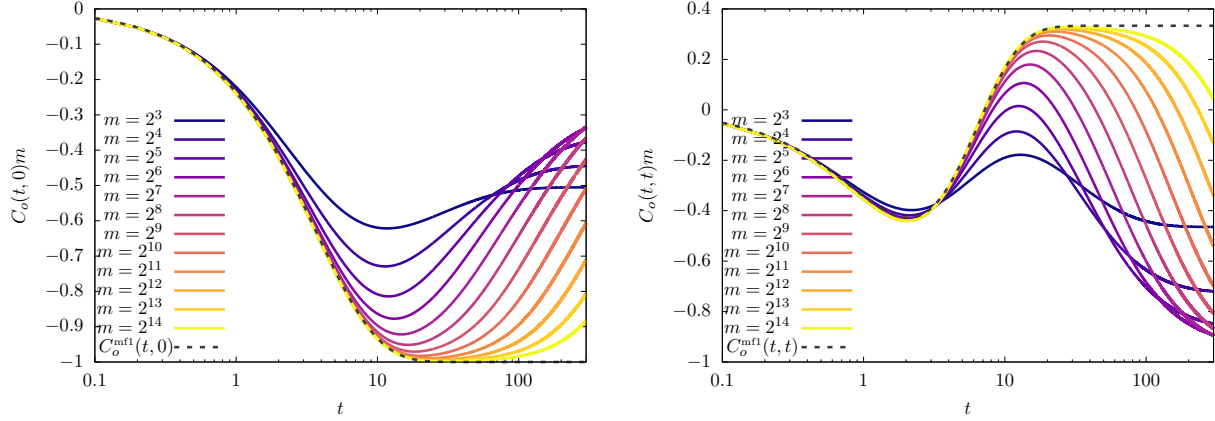 0
−0.1
−0.2
−0.3
−0.4
−0.5
−0.6
−0.7
−0.8
−0.9
−1
0.1
1
10
100
t
C_o(t, 0)m
m = 2^3
m = 2^4
m = 2^5
m = 2^6
m = 2^7
m = 2^8
m = 2^9
m = 2^10
m = 2^11
m = 2^12
m = 2^13
m = 2^14
C_o^mf1(t, 0)
0.4
0.2
0
−0.2
−0.4
−0.6
−0.8
−1
0.1
1
10
100
t
C_o(t, t)m
m = 2^3
m = 2^4
m = 2^5
m = 2^6
m = 2^7
m = 2^8
m = 2^9
m = 2^10
m = 2^11
m = 2^12
m = 2^13
m = 2^14
C_o^mf1(t, t)